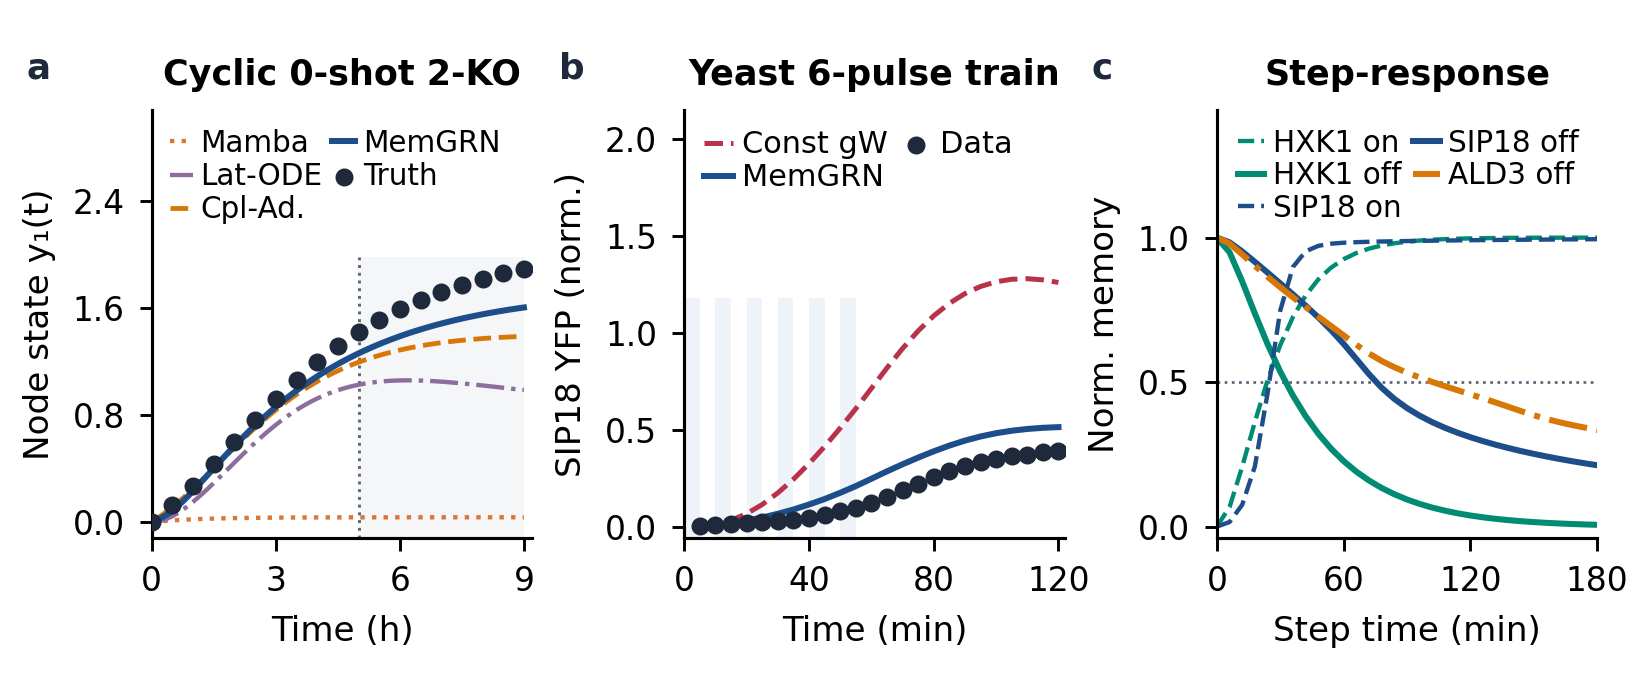 a
Cyclic 0-shot 2-KO
Mamba
Lat-ODE
Cpl-Ad.
MemGRN
Truth
Node state y₁(t)
2.4
1.6
0.8
0.0
0 3 6 9
Time (h)
b
Yeast 6-pulse train
Const gW
MemGRN
Data
SIP18 YFP (norm.)
2.0
1.5
1.0
0.5
0.0
0 40 80 120
Time (min)
c
Step-response
HXK1 on
HXK1 off
SIP18 on
SIP18 off
ALD3 off
Norm. memory
1.0
0.5
0.0
0 60 120 180
Step time (min)